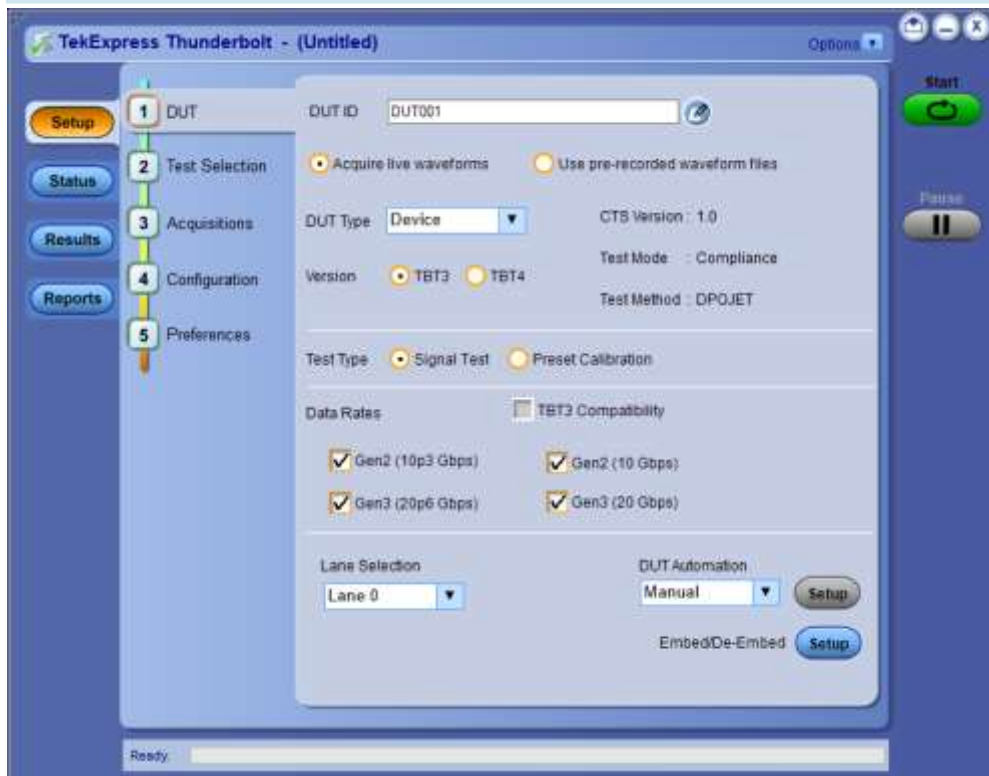 TekExpress Thunderbolt - (Untitled)
Options
Start
Pause
Setup
Status
Results
Reports
1 DUT
2 Test Selection
3 Acquisitions
4 Configuration
5 Preferences
DUT ID DUT001
Acquire live waveforms Use pre-recorded waveform files
DUT Type Device CTS Version : 1.0
Test Mode : Compliance
Version TBT3 TBT4
Test Method : DPOJET
Test Type Signal Test Preset Calibration
Data Rates TBT3 Compatibility
Gen2 (10p3 Gbps) Gen2 (10 Gbps)
Gen3 (20p6 Gbps) Gen3 (20 Gbps)
Lane Selection DUT Automation
Lane 0 Manual Setup
Embed/De-Embed Setup
Ready.